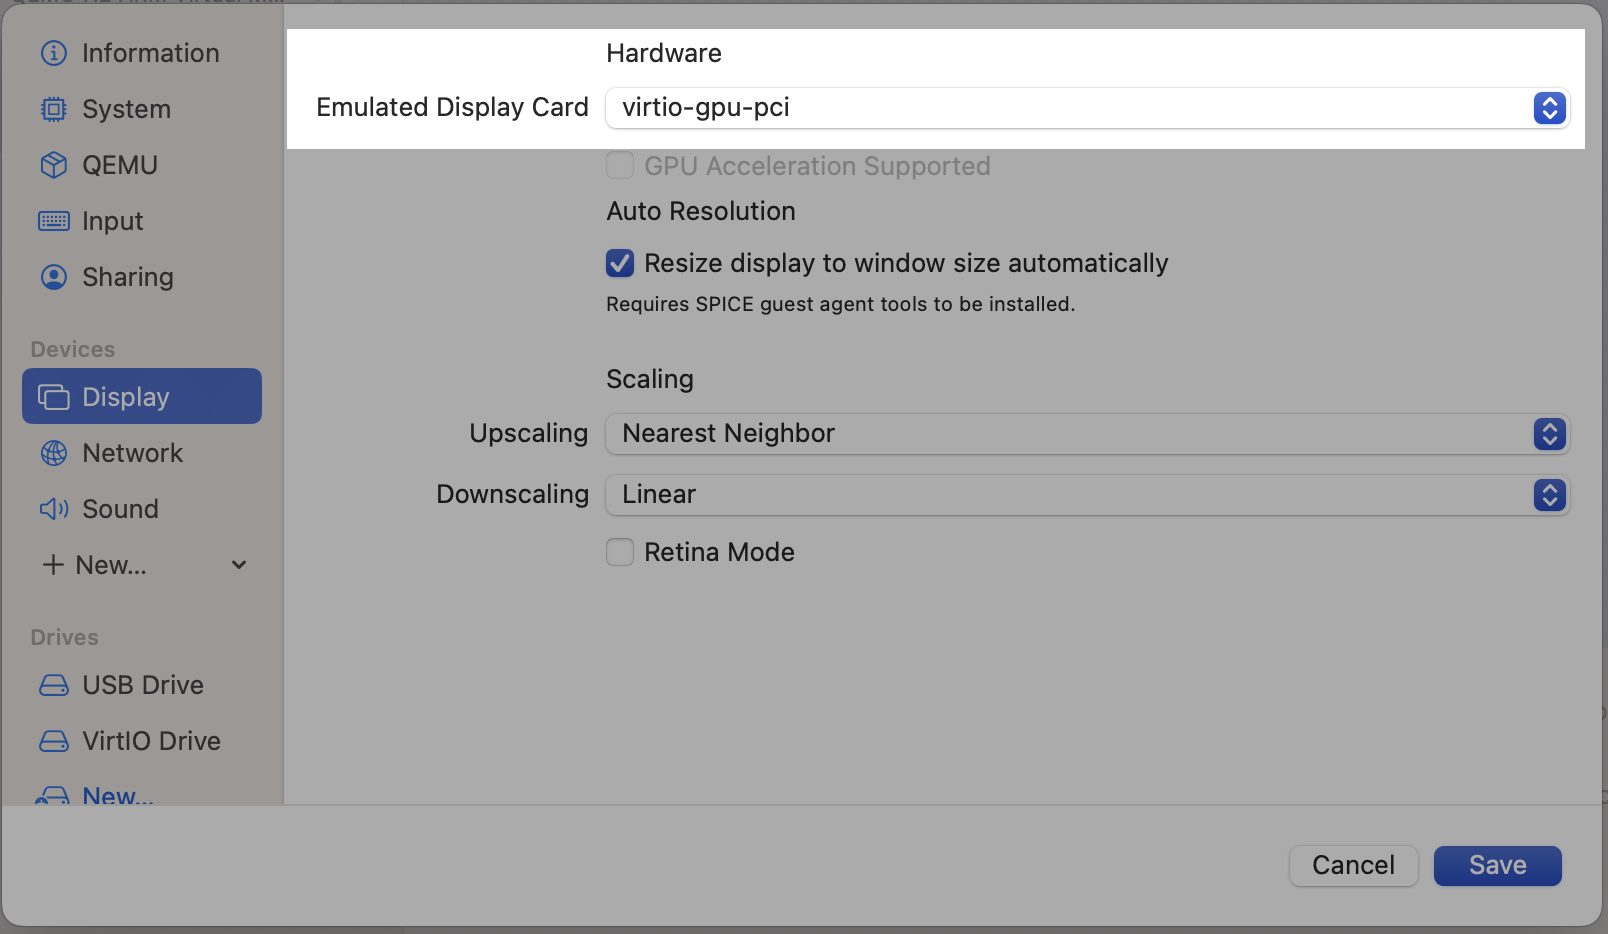 Information
System
QEMU
Input
Sharing
Devices
Display
Network
Sound
New...
Drives
USB Drive
VirtIO Drive
New...
Hardware
Emulated Display Card virtio-gpu-pci
GPU Acceleration Supported
Auto Resolution
Resize display to window size automatically
Requires SPICE guest agent tools to be installed.
Scaling
Upscaling Nearest Neighbor
Downscaling Linear
Retina Mode
Cancel Save